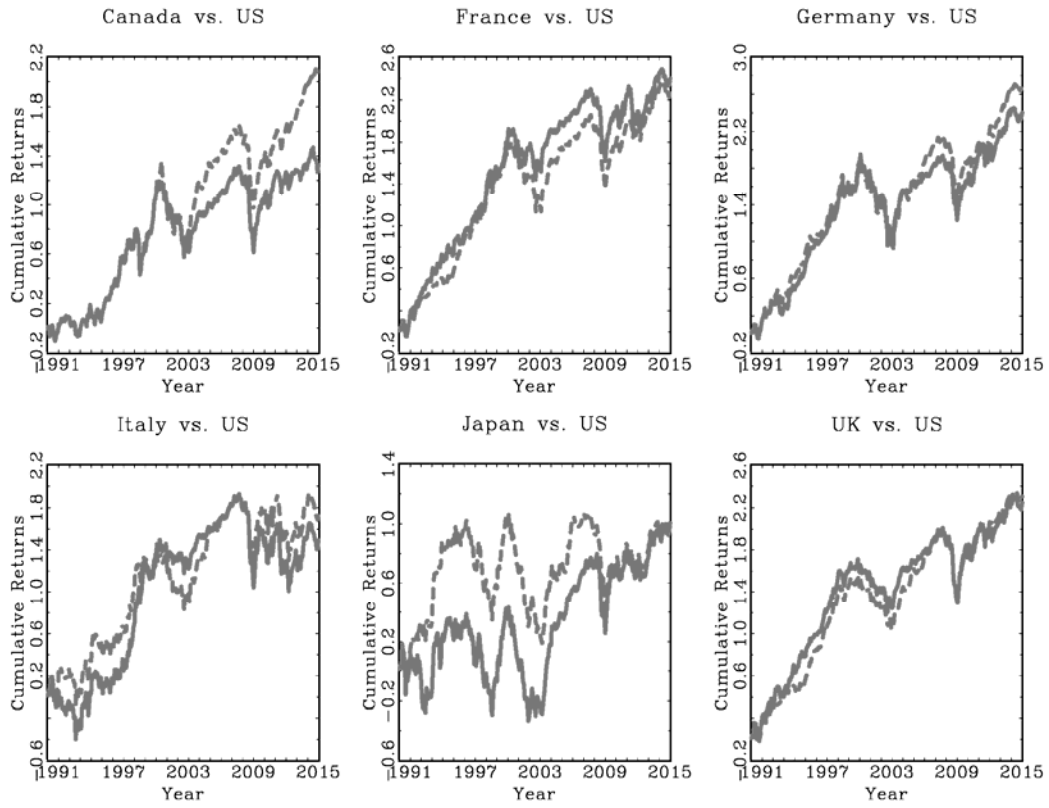 Canada vs. US
France vs. US
Germany vs. US
Cumulative Returns
-0.2 0.2 0.6 1.0 1.4 1.8 2.2
1991 1997 2003 2009 2015
Year
Cumulative Returns
-0.2 0.6 1.0 1.4 1.8 2.2 2.6
1991 1997 2003 2009 2015
Year
Cumulative Returns
-0.2 0.6 1.4 2.2 3.0
1991 1997 2003 2009 2015
Year
Italy vs. US
Japan vs. US
UK vs. US
Cumulative Returns
-0.6 0.2 0.6 1.0 1.4 1.8 2.2
1991 1997 2003 2009 2015
Year
Cumulative Returns
-0.2 0.2 0.6 1.0 1.4
1991 1997 2003 2009 2015
Year
Cumulative Returns
-0.2 0.6 1.0 1.4 1.8 2.2 2.6
1991 1997 2003 2009 2015
Year